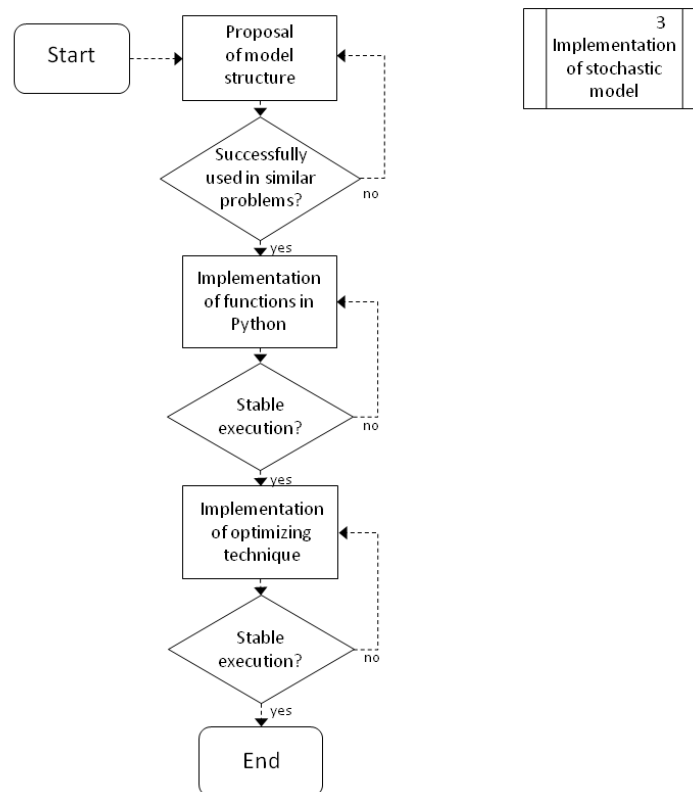 Start
Proposal
of model
structure
3
Implementation
of stochastic
model
Successfully
used in similar
problems?
no
yes
Implementation
of functions in
Python
Stable
execution?
no
yes
Implementation
of optimizing
technique
Stable
execution?
no
yes
End